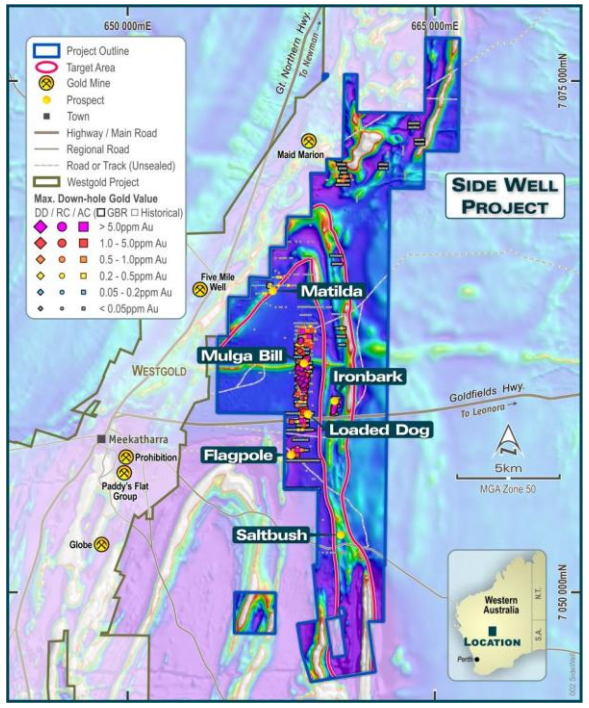 650 000mE
665 000mE
7 075 000mN
7 050 000mN
Project Outline
Target Area
Gold Mine
Prospect
Town
Highway / Main Road
Regional Road
Road or Track (Unsealed)
Westgold Project
Max. Down-hole Gold Value
DD / RC / AC (GBR Historical)
> 5.0ppm Au
1.0 - 5.0ppm Au
0.5 - 1.0ppm Au
0.2 - 0.5ppm Au
0.05 - 0.2ppm Au
< 0.05ppm Au
Gt. Northern Hwy.
To Newman
Maid Marion
SIDE WELL
PROJECT
Five Mile
Well
Matilda
Mulga Bill
WESTGOLD
Ironbark
Goldfields Hwy.
To Leonora
Loaded Dog
Meekatharra
Prohibition
Paddy's Flat
Group
Flagpole
5km
MGA Zone 50
Globe
Saltbush
Western
Australia
LOCATION
N.T.
S.A.
Perth